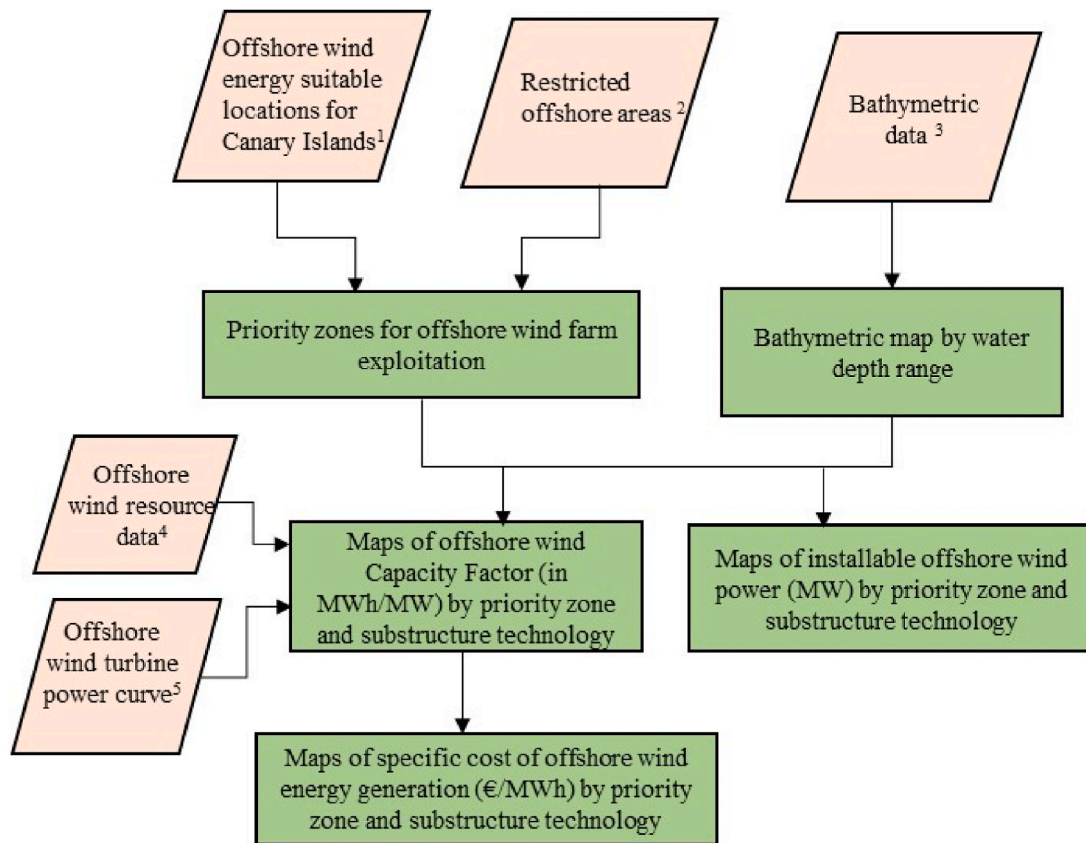 Offshore wind
energy suitable
locations for
Canary Islands¹
Restricted
offshore areas ²
Bathymetric
data ³
Priority zones for offshore wind farm
exploitation
Bathymetric map by water
depth range
Offshore
wind resource
data⁴
Maps of offshore wind
Capacity Factor (in
MWh/MW) by priority zone
and substructure technology
Maps of installable offshore wind
power (MW) by priority zone and
substructure technology
Offshore
wind turbine
power curve⁵
Maps of specific cost of offshore wind
energy generation (€/MWh) by priority
zone and substructure technology